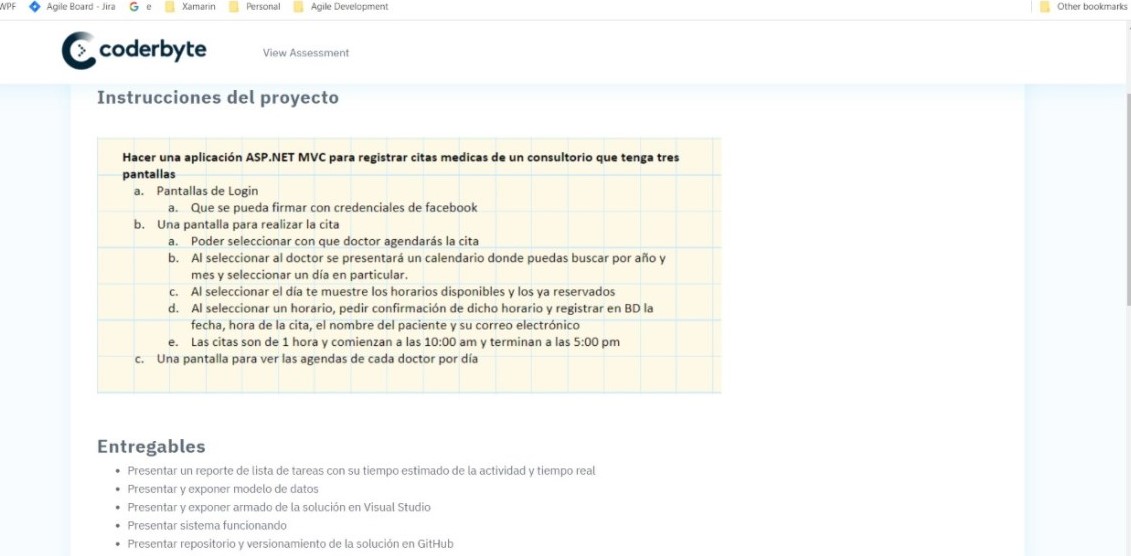 WPF Agile Board - Jira e Xamarin Personal Agile Development Other bookmarks
coderbyte View Assessment
Instrucciones del proyecto
Hacer una aplicación ASP.NET MVC para registrar citas medicas de un consultorio que tenga tres
pantallas
a. Pantallas de Login
a. Que se pueda firmar con credenciales de facebook
b. Una pantalla para realizar la cita
a. Poder seleccionar con que doctor agendarás la cita
b. Al seleccionar al doctor se presentará un calendario donde puedas buscar por año y
mes y seleccionar un día en particular.
c. Al seleccionar el día te muestre los horarios disponibles y los ya reservados
d. Al seleccionar un horario, pedir confirmación de dicho horario y registrar en BD la
fecha, hora de la cita, el nombre del paciente y su correo electrónico
e. Las citas son de 1 hora y comienzan a las 10:00 am y terminan a las 5:00 pm
c. Una pantalla para ver las agendas de cada doctor por día
Entregables
• Presentar un reporte de lista de tareas con su tiempo estimado de la actividad y tiempo real
• Presentar y exponer modelo de datos
• Presentar y exponer armado de la solución en Visual Studio
• Presentar sistema funcionando
• Presentar repositorio y versionamiento de la solución en GitHub